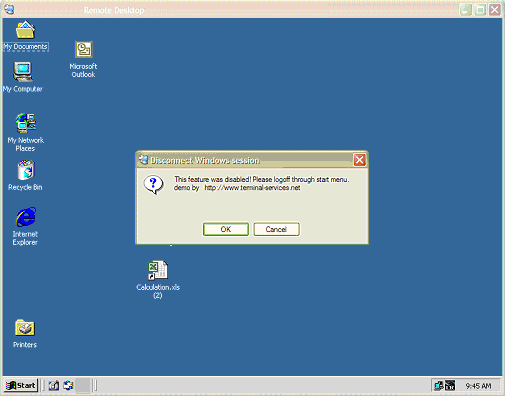 Remote Desktop
My Documents
Microsoft
Outlook
My Computer
My Network
Places
Recycle Bin
Internet
Explorer
Disconnect Windows session
This feature was disabled! Please logoff through start menu.
demo by http://www.terminal-services.net
OK
Cancel
Calculation.xls
(2)
Printers
Start
9:45 AM